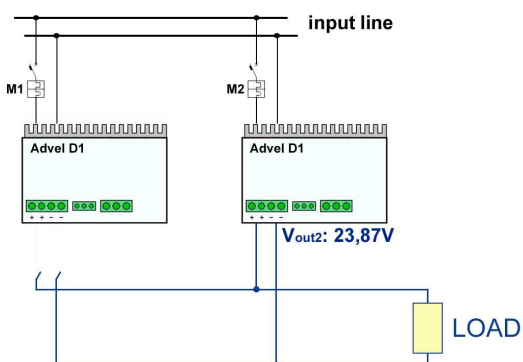 input line
M1
M2
Advel D1
Advel D1
+ + − −
+ + − −
Vout2: 23,87V
LOAD